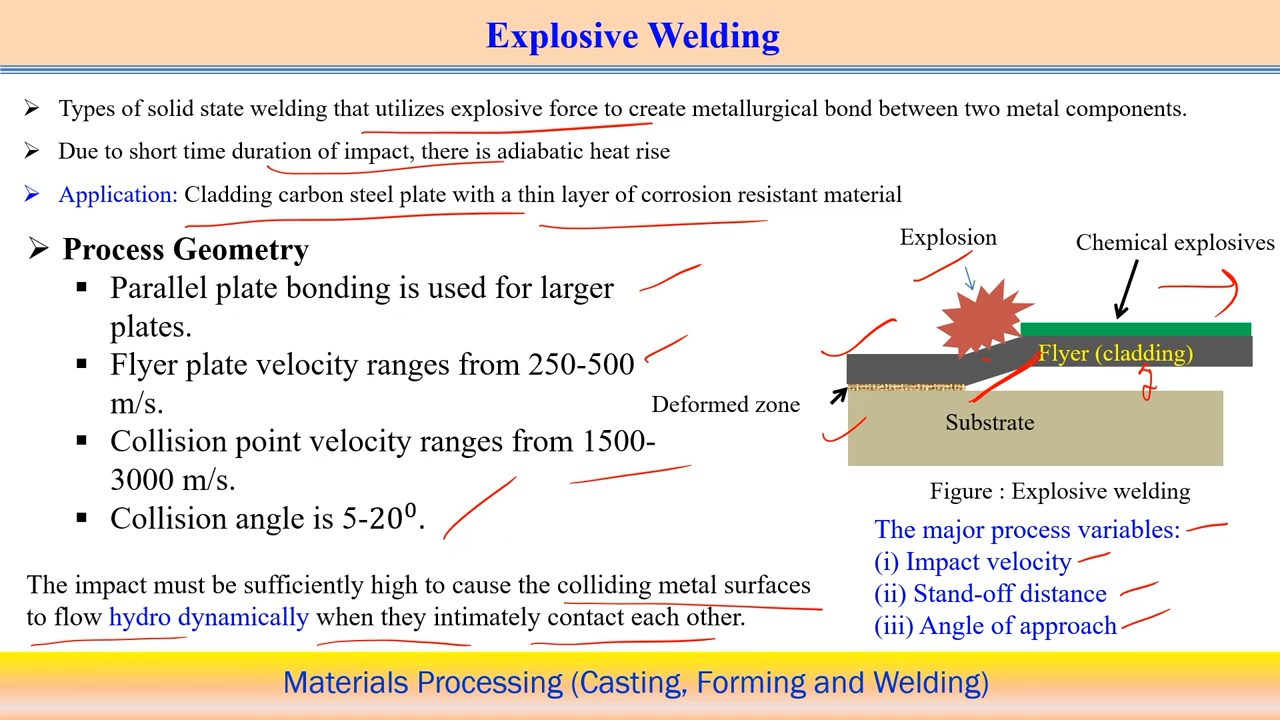 Explosive Welding
Types of solid state welding that utilizes explosive force to create metallurgical bond between two metal components.
Due to short time duration of impact, there is adiabatic heat rise
Application: Cladding carbon steel plate with a thin layer of corrosion resistant material
Process Geometry
Parallel plate bonding is used for larger
plates.
Flyer plate velocity ranges from 250-500
m/s.
Collision point velocity ranges from 1500-
3000 m/s.
Collision angle is 5-20⁰.
The impact must be sufficiently high to cause the colliding metal surfaces
to flow hydro dynamically when they intimately contact each other.
Explosion
Chemical explosives
Flyer (cladding)
Deformed zone
Substrate
Figure : Explosive welding
The major process variables:
(i) Impact velocity
(ii) Stand-off distance
(iii) Angle of approach
Materials Processing (Casting, Forming and Welding)